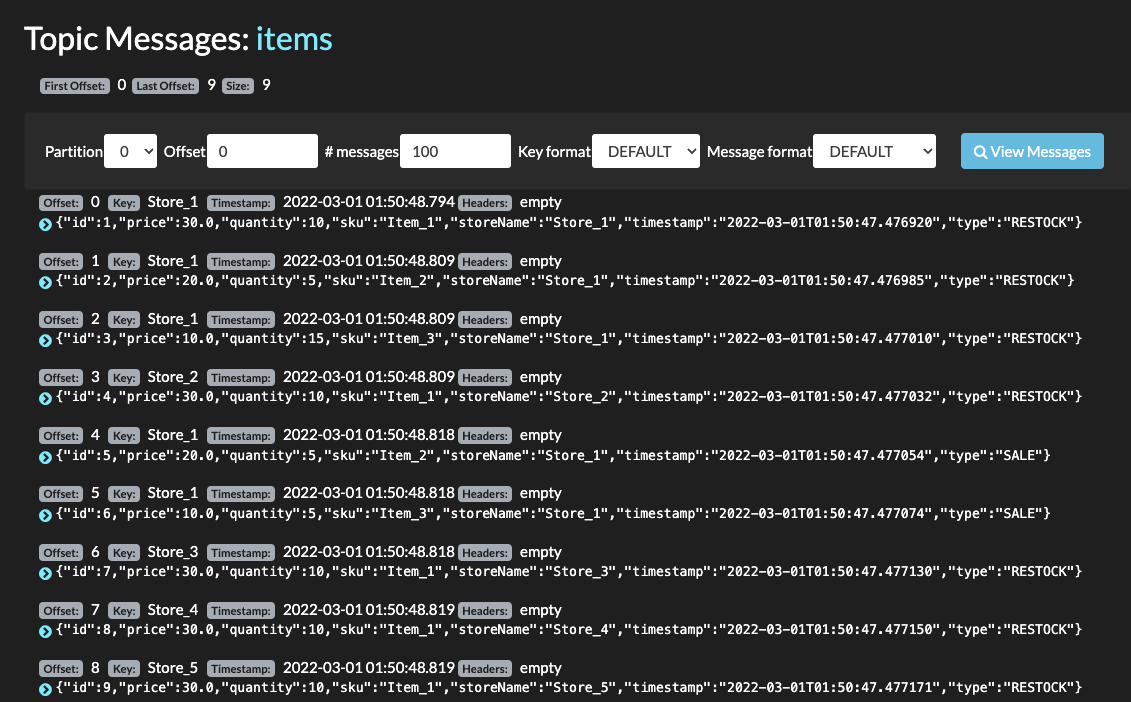 Topic Messages: items
First Offset: 0 Last Offset: 9 Size: 9
Partition 0 Offset 0 # messages 100 Key format DEFAULT Message format DEFAULT View Messages
Offset: 0 Key: Store_1 Timestamp: 2022-03-01 01:50:48.794 Headers: empty
{"id":1,"price":30.0,"quantity":10,"sku":"Item_1","storeName":"Store_1","timestamp":"2022-03-01T01:50:47.476920","type":"RESTOCK"}
Offset: 1 Key: Store_1 Timestamp: 2022-03-01 01:50:48.809 Headers: empty
{"id":2,"price":20.0,"quantity":5,"sku":"Item_2","storeName":"Store_1","timestamp":"2022-03-01T01:50:47.476985","type":"RESTOCK"}
Offset: 2 Key: Store_1 Timestamp: 2022-03-01 01:50:48.809 Headers: empty
{"id":3,"price":10.0,"quantity":15,"sku":"Item_3","storeName":"Store_1","timestamp":"2022-03-01T01:50:47.477010","type":"RESTOCK"}
Offset: 3 Key: Store_2 Timestamp: 2022-03-01 01:50:48.809 Headers: empty
{"id":4,"price":30.0,"quantity":10,"sku":"Item_1","storeName":"Store_2","timestamp":"2022-03-01T01:50:47.477032","type":"RESTOCK"}
Offset: 4 Key: Store_1 Timestamp: 2022-03-01 01:50:48.818 Headers: empty
{"id":5,"price":20.0,"quantity":5,"sku":"Item_2","storeName":"Store_1","timestamp":"2022-03-01T01:50:47.477054","type":"SALE"}
Offset: 5 Key: Store_1 Timestamp: 2022-03-01 01:50:48.818 Headers: empty
{"id":6,"price":10.0,"quantity":5,"sku":"Item_3","storeName":"Store_1","timestamp":"2022-03-01T01:50:47.477074","type":"SALE"}
Offset: 6 Key: Store_3 Timestamp: 2022-03-01 01:50:48.818 Headers: empty
{"id":7,"price":30.0,"quantity":10,"sku":"Item_1","storeName":"Store_3","timestamp":"2022-03-01T01:50:47.477130","type":"RESTOCK"}
Offset: 7 Key: Store_4 Timestamp: 2022-03-01 01:50:48.819 Headers: empty
{"id":8,"price":30.0,"quantity":10,"sku":"Item_1","storeName":"Store_4","timestamp":"2022-03-01T01:50:47.477150","type":"RESTOCK"}
Offset: 8 Key: Store_5 Timestamp: 2022-03-01 01:50:48.819 Headers: empty
{"id":9,"price":30.0,"quantity":10,"sku":"Item_1","storeName":"Store_5","timestamp":"2022-03-01T01:50:47.477171","type":"RESTOCK"}